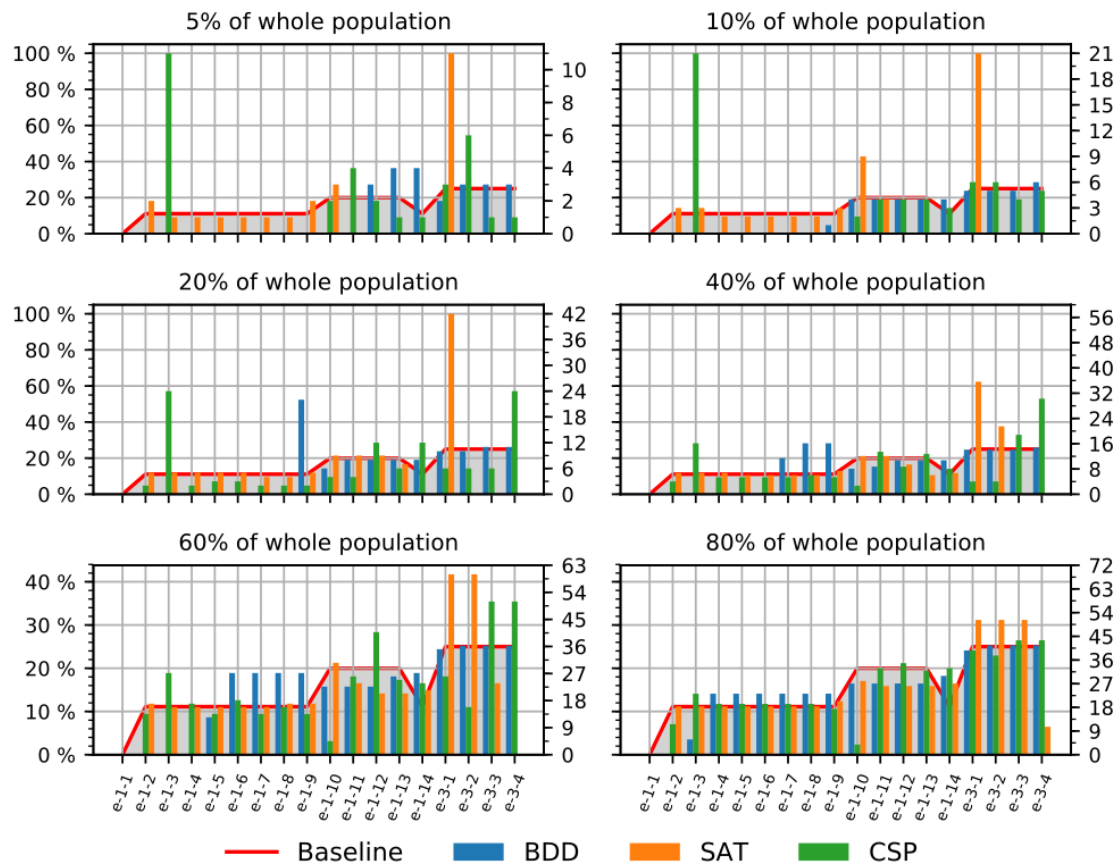 5% of whole population
10% of whole population
100 %
80 %
60 %
40 %
20 %
0 %
10
8
6
4
2
0
21
18
15
12
9
6
3
0
20% of whole population
40% of whole population
100 %
80 %
60 %
40 %
20 %
0 %
42
36
30
24
18
12
6
0
56
48
40
32
24
16
8
0
60% of whole population
80% of whole population
40 %
30 %
20 %
10 %
0 %
63
54
45
36
27
18
9
0
72
63
54
45
36
27
18
9
0
e-1-1
e-1-2
e-1-3
e-1-4
e-1-5
e-1-6
e-1-7
e-1-8
e-1-9
e-1-10
e-1-11
e-1-12
e-1-13
e-1-14
e-3-1
e-3-2
e-3-3
e-3-4
e-1-1
e-1-2
e-1-3
e-1-4
e-1-5
e-1-6
e-1-7
e-1-8
e-1-9
e-1-10
e-1-11
e-1-12
e-1-13
e-1-14
e-3-1
e-3-2
e-3-3
e-3-4
Baseline BDD SAT CSP